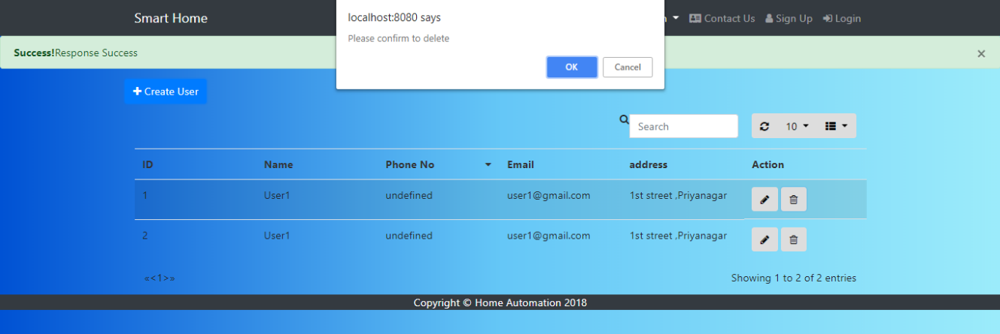 Smart Home
localhost:8080 says
Please confirm to delete
OK Cancel
Contact Us Sign Up Login
Success!Response Success ×
Create User
Search 10
ID Name Phone No Email address Action
1 User1 undefined user1@gmail.com 1st street ,Priyanagar
2 User1 undefined user1@gmail.com 1st street ,Priyanagar
«<1>» Showing 1 to 2 of 2 entries
Copyright © Home Automation 2018